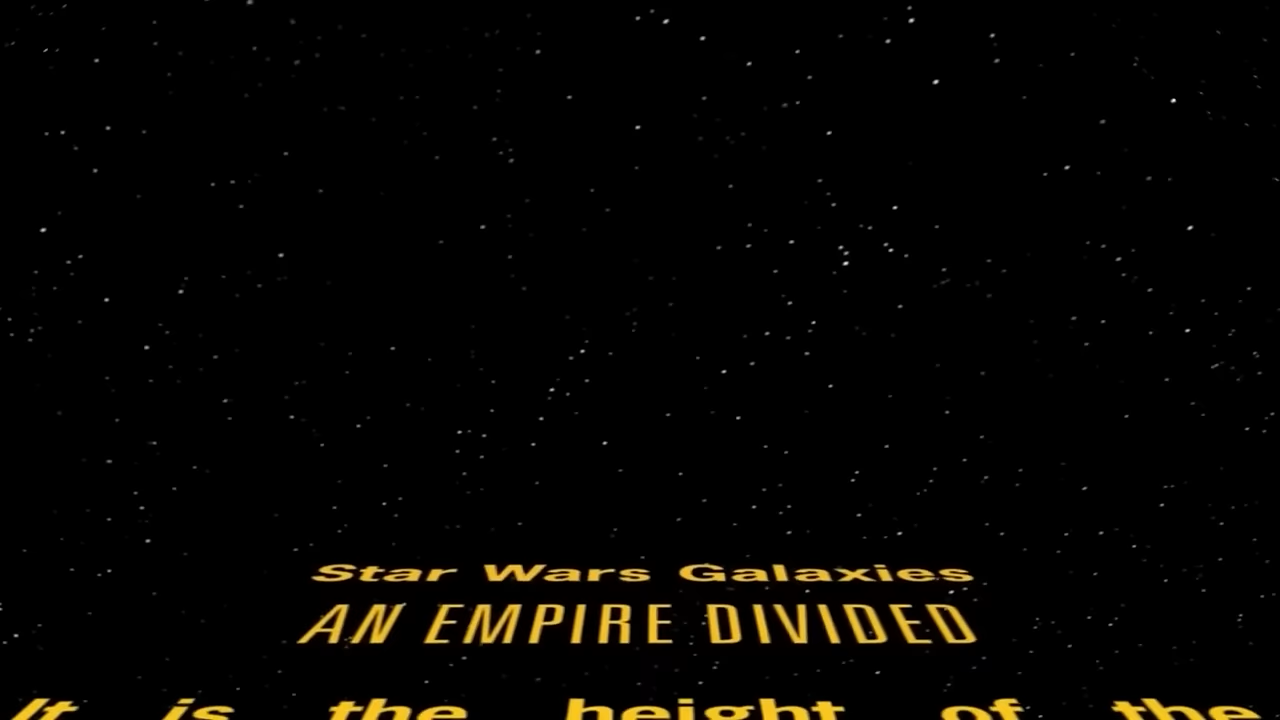 Star Wars Galaxies
AN EMPIRE DIVIDED
It is the height of the